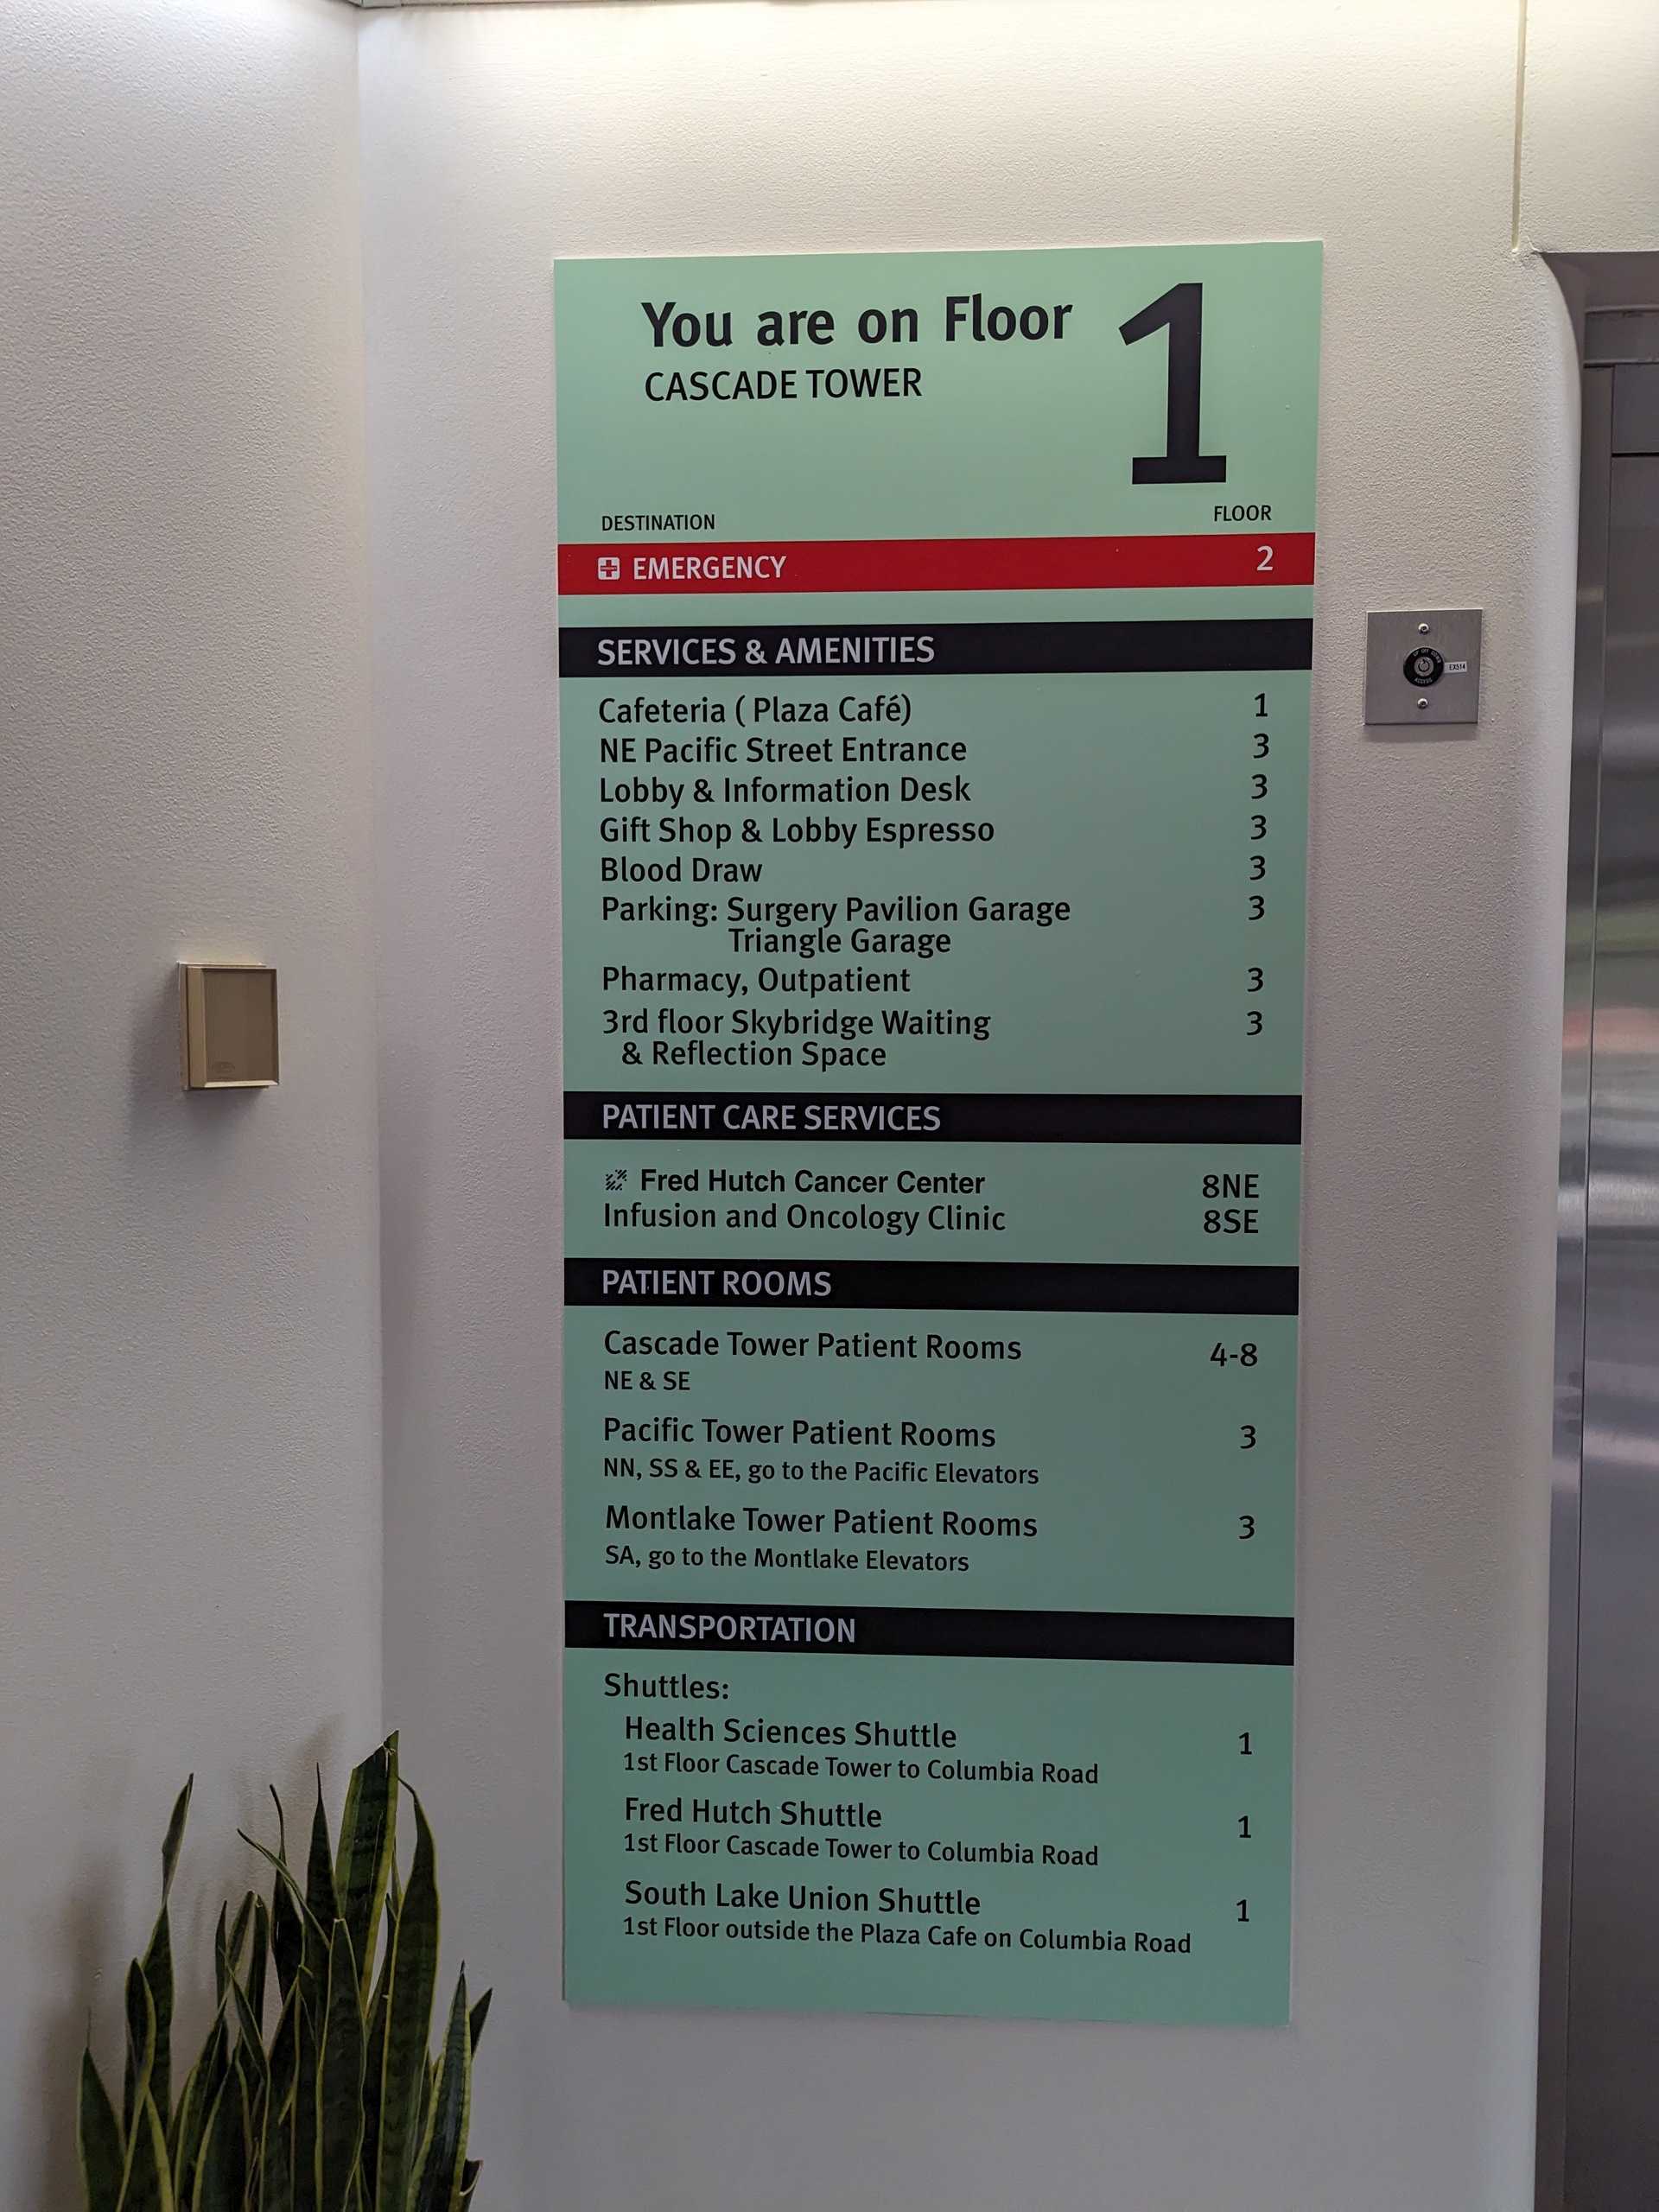 You are on Floor 1
CASCADE TOWER
DESTINATION FLOOR
EMERGENCY 2
SERVICES & AMENITIES
Cafeteria ( Plaza Café) 1
NE Pacific Street Entrance 3
Lobby & Information Desk 3
Gift Shop & Lobby Espresso 3
Blood Draw 3
Parking: Surgery Pavilion Garage 3
Triangle Garage
Pharmacy, Outpatient 3
3rd floor Skybridge Waiting 3
& Reflection Space
PATIENT CARE SERVICES
Fred Hutch Cancer Center 8NE
Infusion and Oncology Clinic 8SE
PATIENT ROOMS
Cascade Tower Patient Rooms 4-8
NE & SE
Pacific Tower Patient Rooms 3
NN, SS & EE, go to the Pacific Elevators
Montlake Tower Patient Rooms 3
SA, go to the Montlake Elevators
TRANSPORTATION
Shuttles:
Health Sciences Shuttle 1
1st Floor Cascade Tower to Columbia Road
Fred Hutch Shuttle 1
1st Floor Cascade Tower to Columbia Road
South Lake Union Shuttle 1
1st Floor outside the Plaza Cafe on Columbia Road
EX514